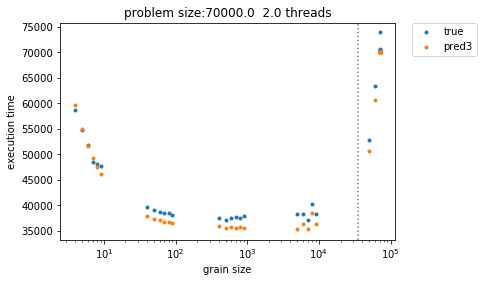 problem size:70000.0  2.0 threads
true
pred3
execution time
75000
70000
65000
60000
55000
50000
45000
40000
35000
10^1
10^2
10^3
10^4
10^5
grain size